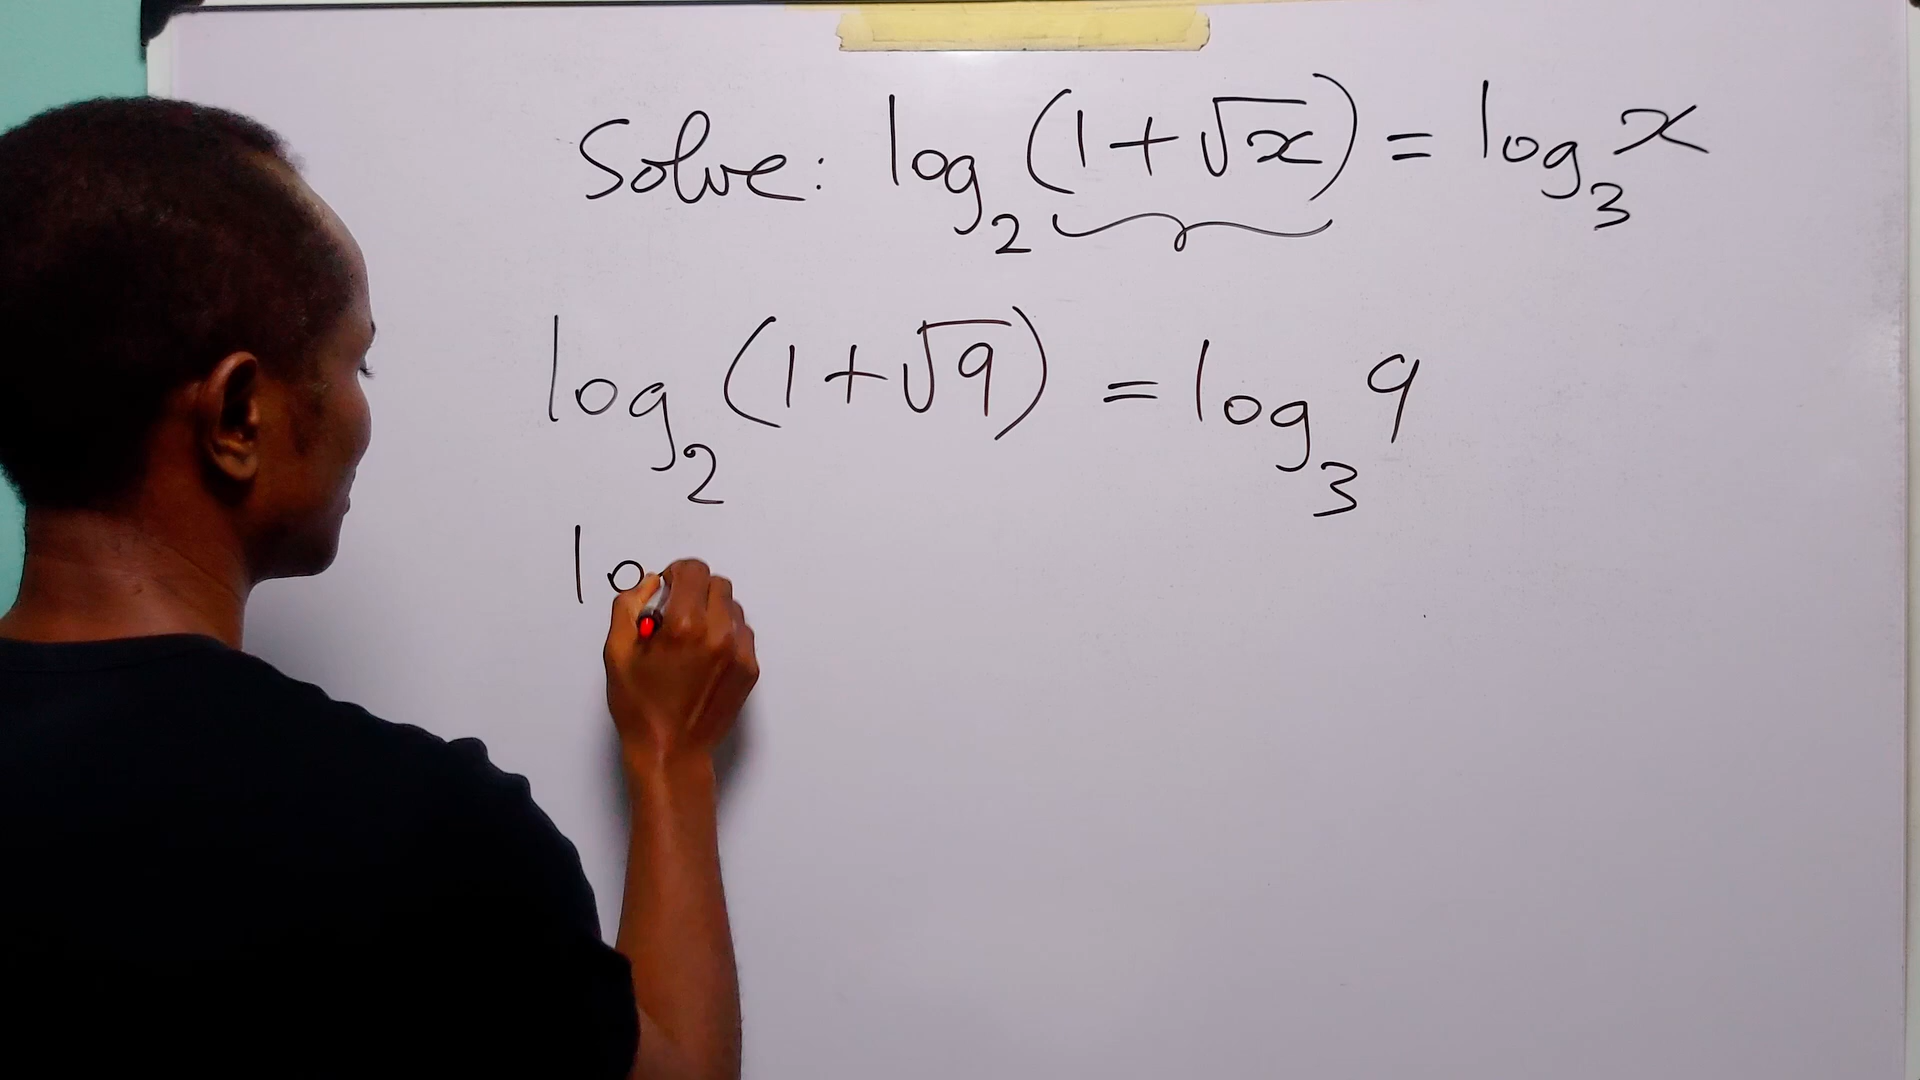 Solve: log₂(1+√x) = log₃x
log₂(1+√9) = log₃9
lo